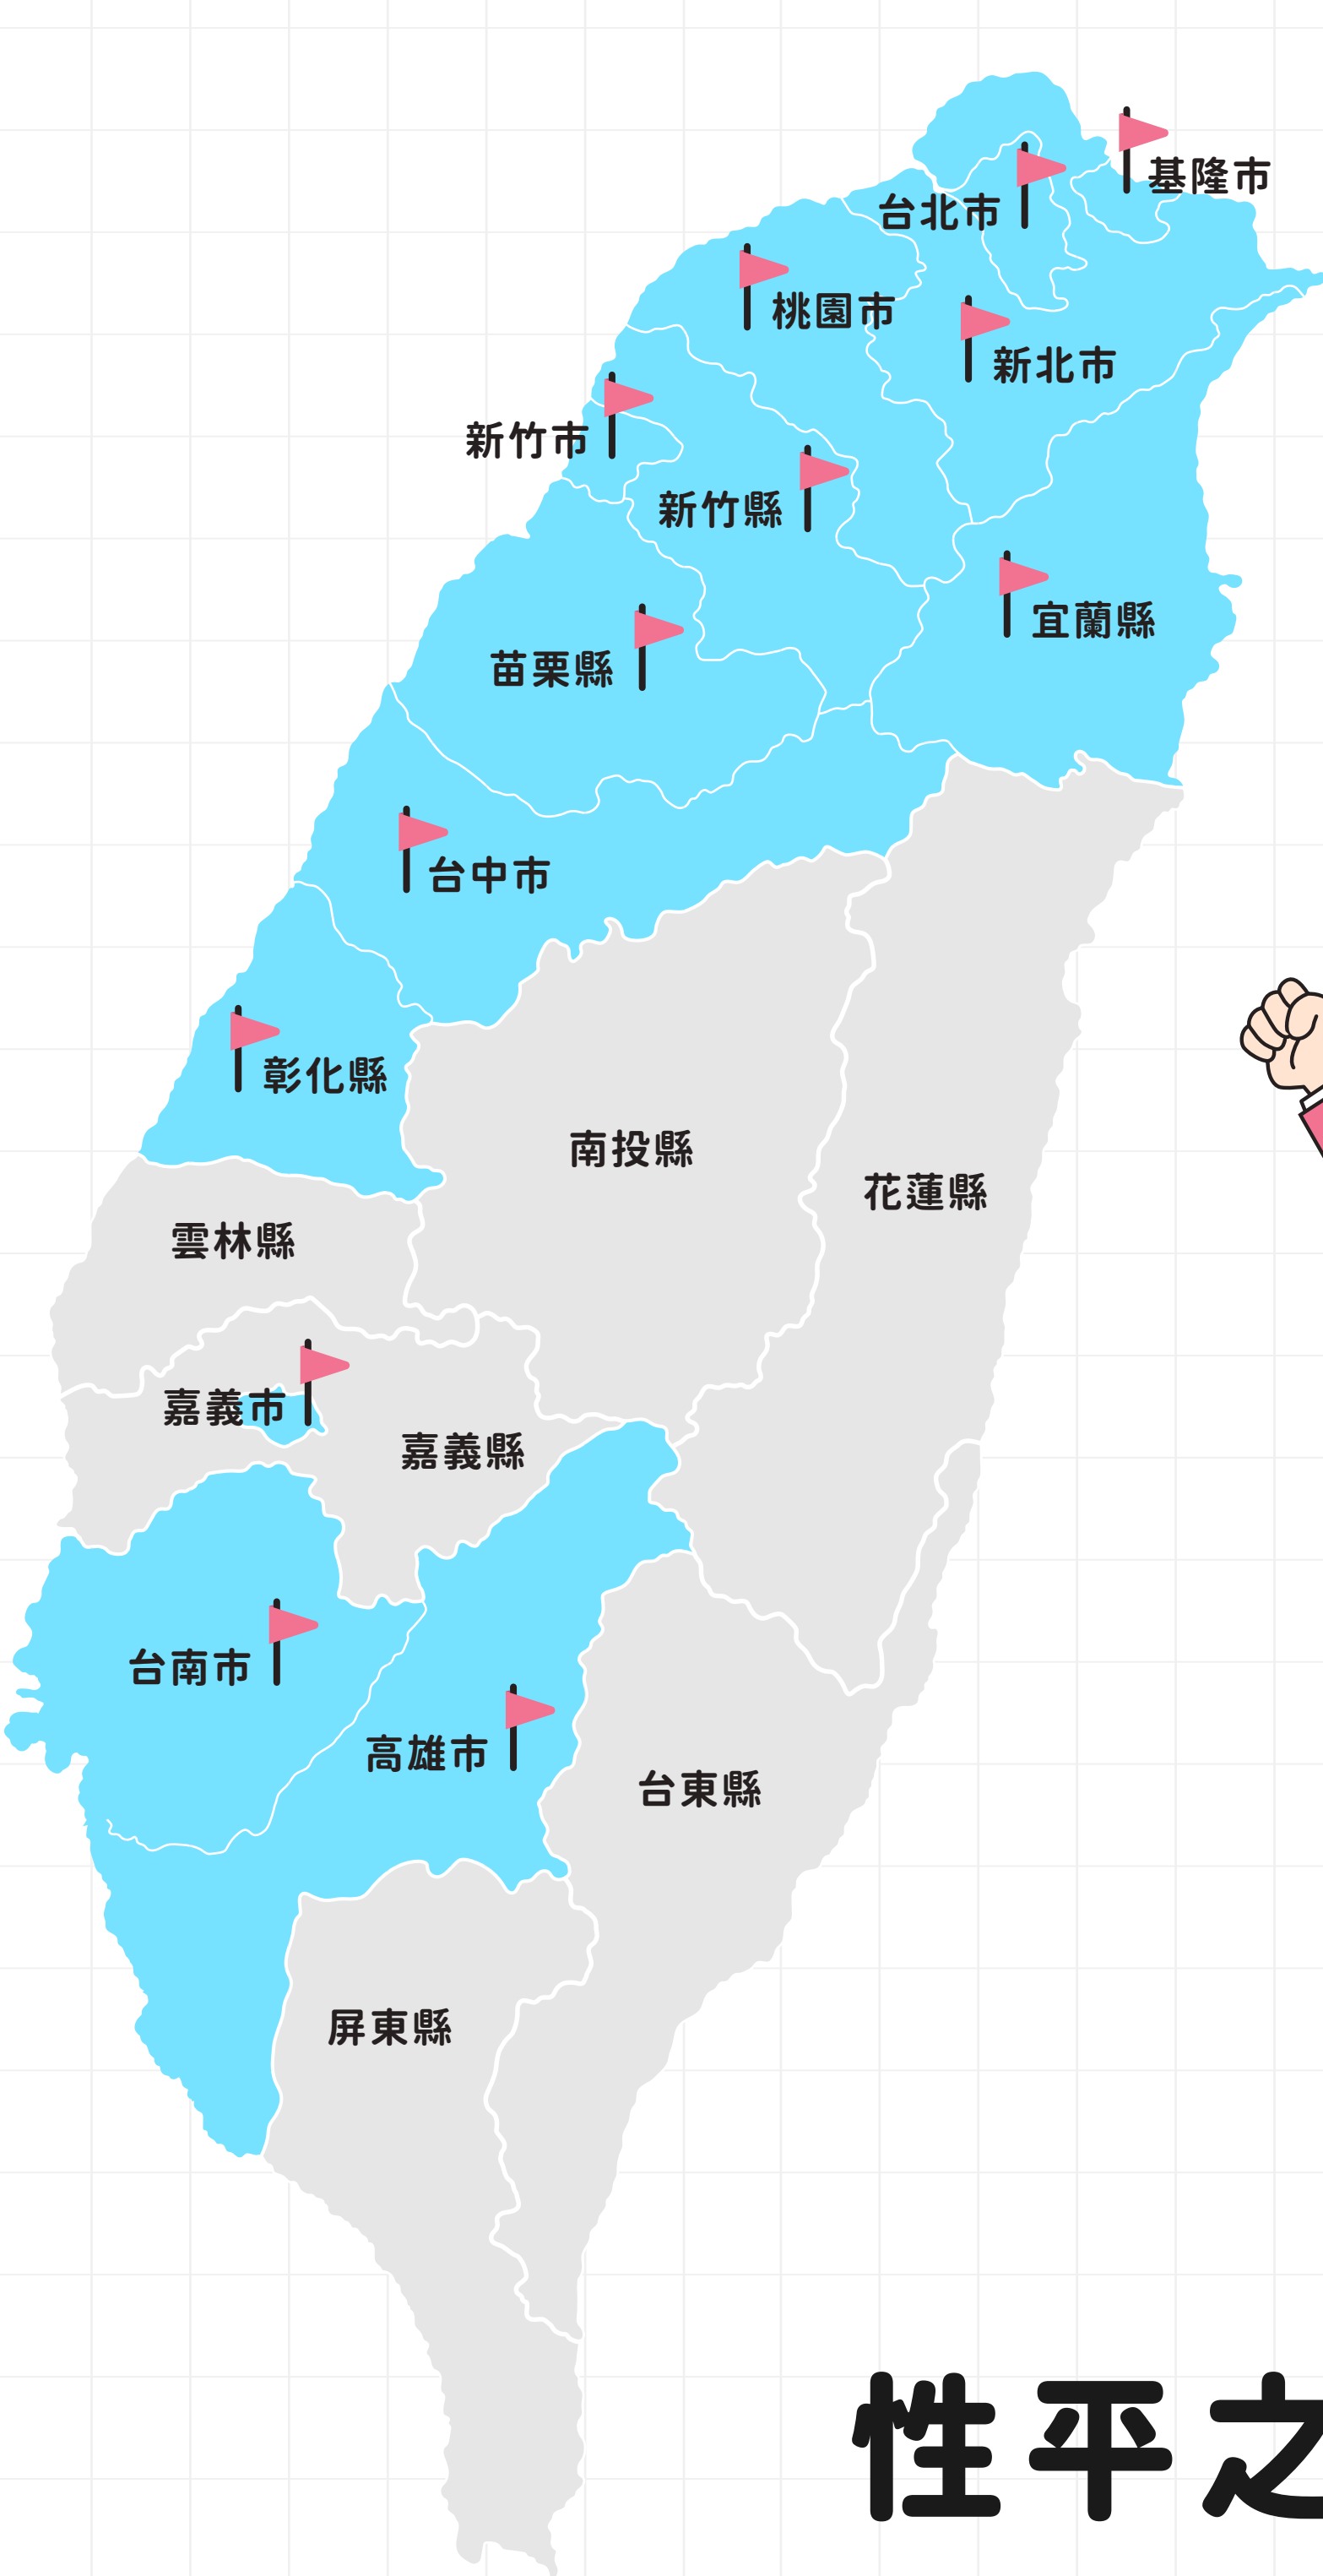 基隆市
台北市
桃園市
新北市
新竹市
新竹縣
宜蘭縣
苗栗縣
台中市
彰化縣
南投縣
花蓮縣
雲林縣
嘉義市
嘉義縣
台南市
高雄市
台東縣
屏東縣
性平之